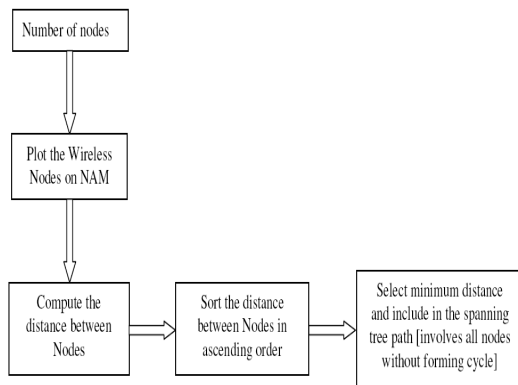 Number of nodes
Plot the Wireless
Nodes on NAM
Compute the
distance between
Nodes
Sort the distance
between Nodes in
ascending order
Select minimum distance
and include in the spanning
tree path [involves all nodes
without forming cycle]